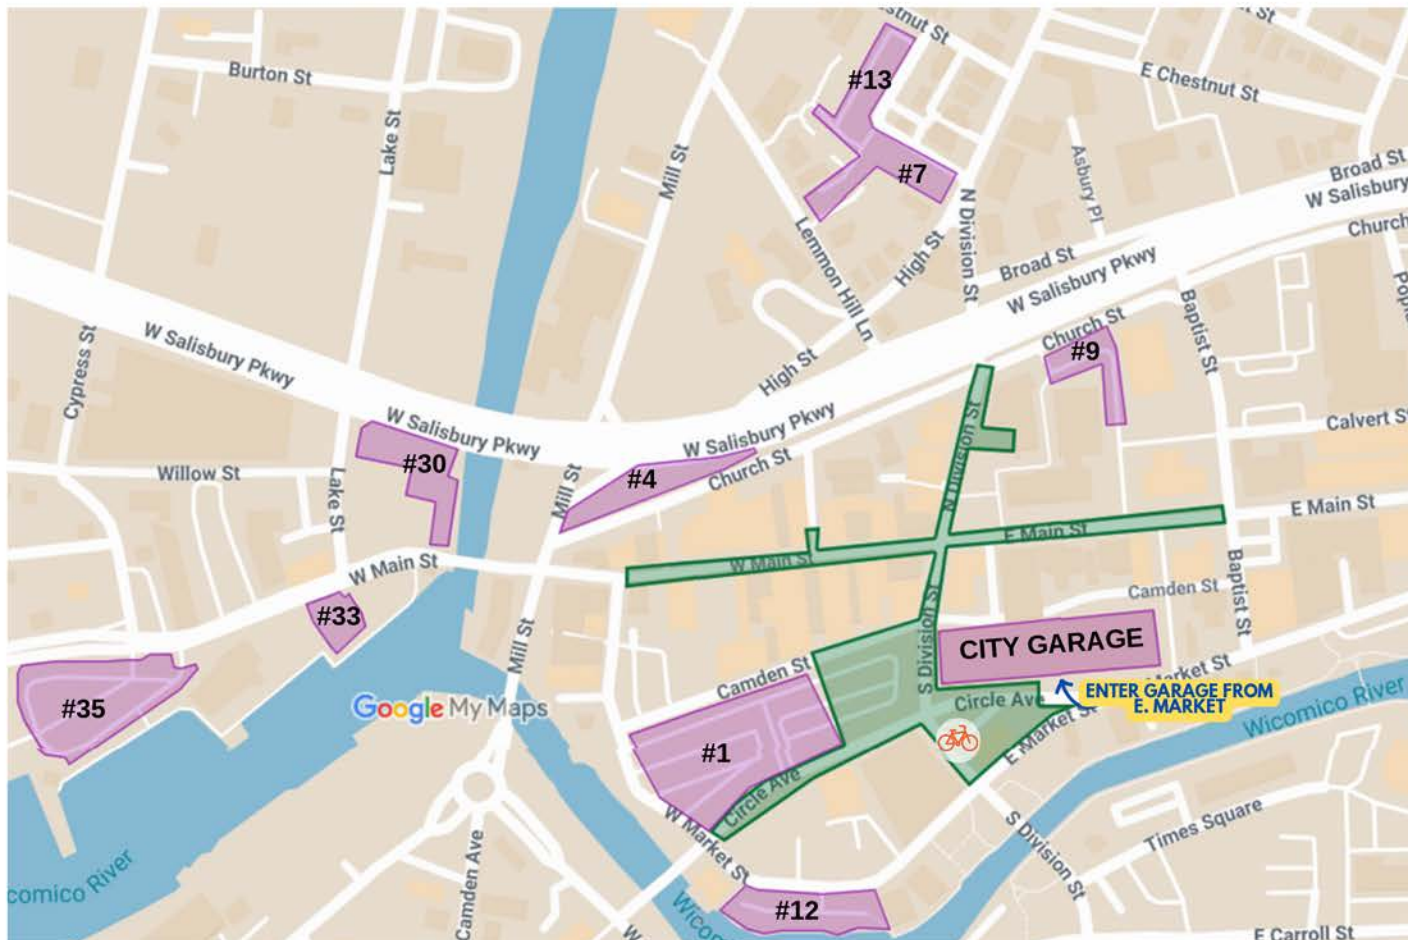 stnut St
St
#13
Burton St
E Chestnut St
Lake St
Mill St
Asbury Pl
Broad St
#7
W Salisbury
N Division St
Church
Lemmon Hill Ln
High St
Broad St
W Salisbury Pkwy
Baptist St
Cypress St
W Salisbury Pkwy
Church St
#9
High St
W Salisbury Pkwy
W Salisbury Pkwy
Calvert S
N Division St
Church St
#30
Willow St
#4
Mill St
Lake St
E Main St
E Main St
W Main St
W Main St
Baptist St
Camden St
S Division St
#33
CITY GARAGE
Mill St
Camden St
Market St
ENTER GARAGE FROM
E. MARKET
Circle Ave
#35
Google My Maps
E Market St
Wicomico River
#1
Circle Ave
W Market St
S Division St
Times Square
Camden Ave
comico River
#12
Wicom
W
E Carroll St